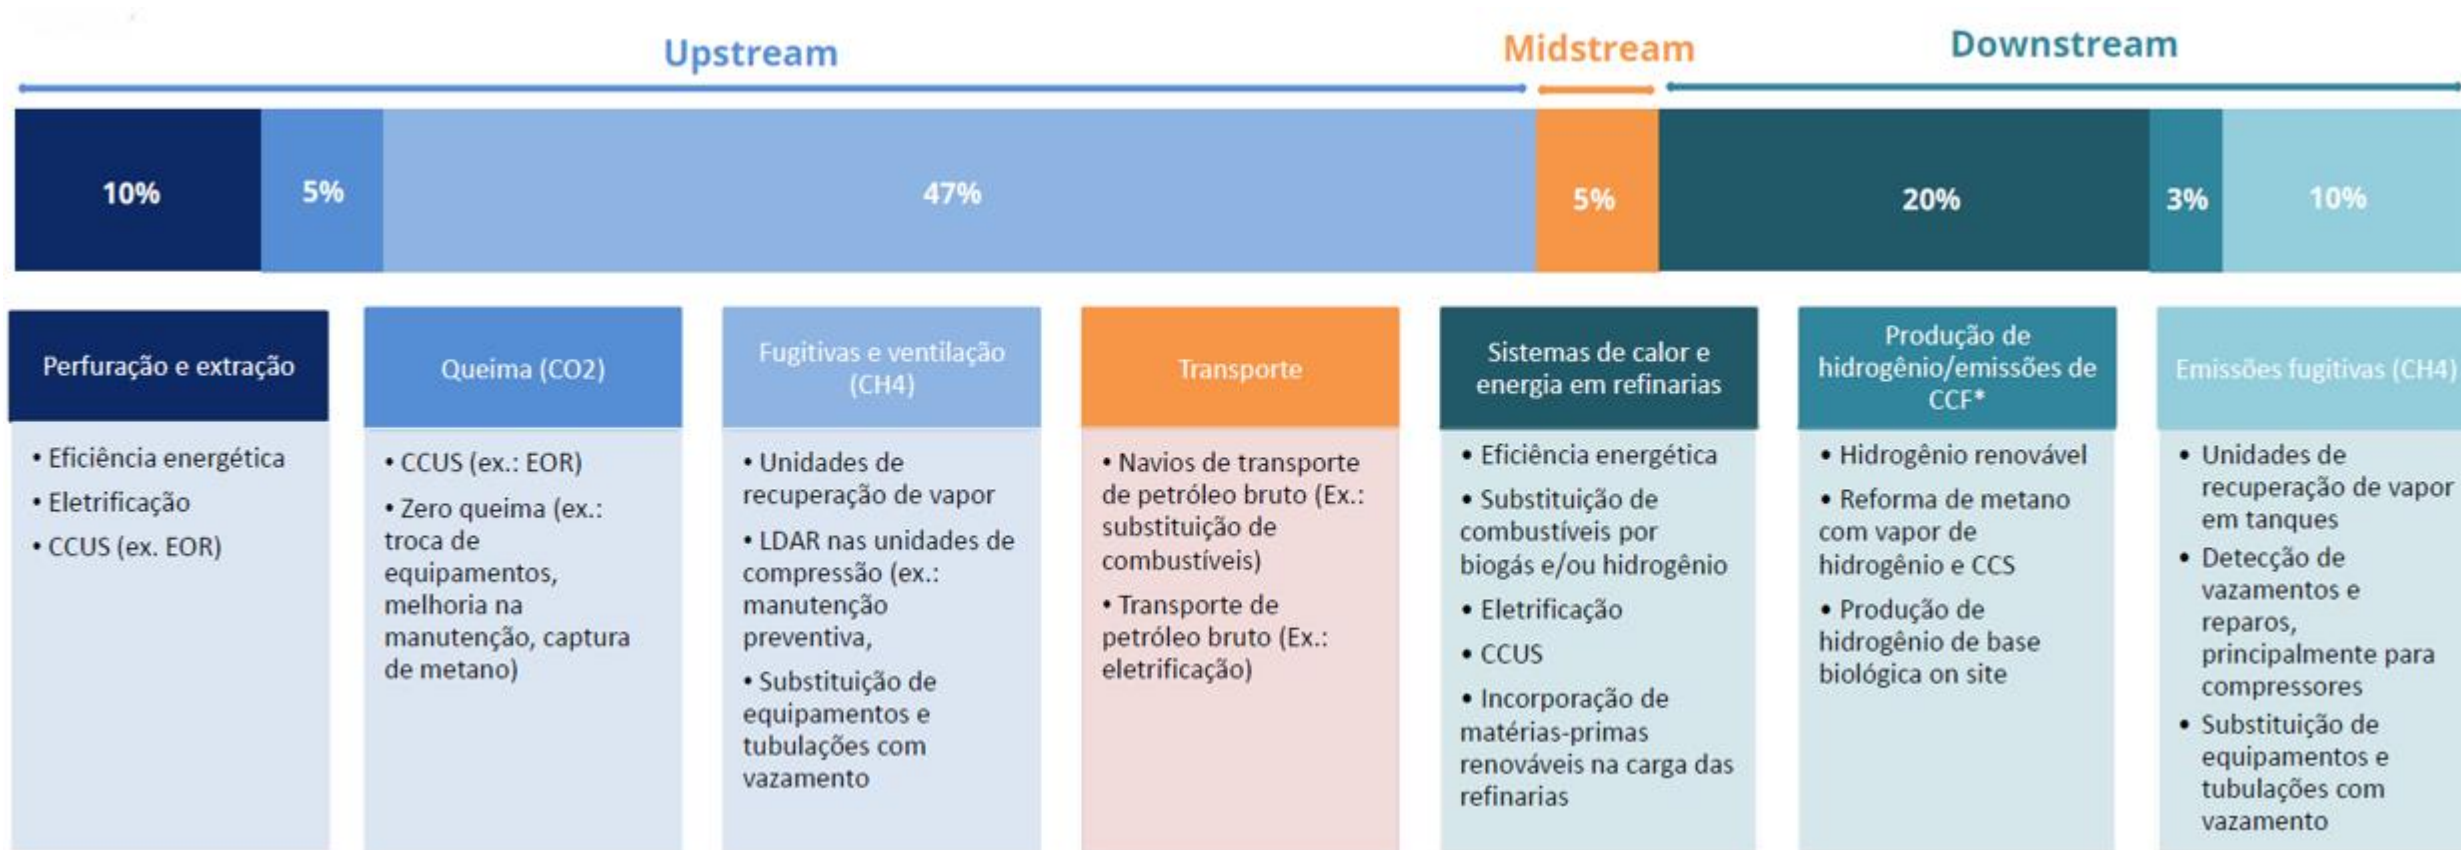 Upstream
Midstream
Downstream
10%
5%
47%
5%
20%
3%
10%
Perfuração e extração
• Eficiência energética
• Eletrificação
• CCUS (ex. EOR)
Queima (CO2)
• CCUS (ex.: EOR)
• Zero queima (ex.:
troca de
equipamentos,
melhoria na
manutenção, captura
de metano)
Fugitivas e ventilação
(CH4)
• Unidades de
recuperação de vapor
• LDAR nas unidades de
compressão (ex.:
manutenção
preventiva,
• Substituição de
equipamentos e
tubulações com
vazamento
Transporte
• Navios de transporte
de petróleo bruto (Ex.:
substituição de
combustíveis)
• Transporte de
petróleo bruto (Ex.:
eletrificação)
Sistemas de calor e
energia em refinarias
• Eficiência energética
• Substituição de
combustíveis por
biogás e/ou hidrogênio
• Eletrificação
• CCUS
• Incorporação de
matérias-primas
renováveis na carga das
refinarias
Produção de
hidrogênio/emissões de
CCF*
• Hidrogênio renovável
• Reforma de metano
com vapor de
hidrogênio e CCS
• Produção de
hidrogênio de base
biológica on site
Emissões fugitivas (CH4)
• Unidades de
recuperação de vapor
em tanques
• Detecção de
vazamentos e
reparos,
principalmente para
compressores
• Substituição de
equipamentos e
tubulações com
vazamento